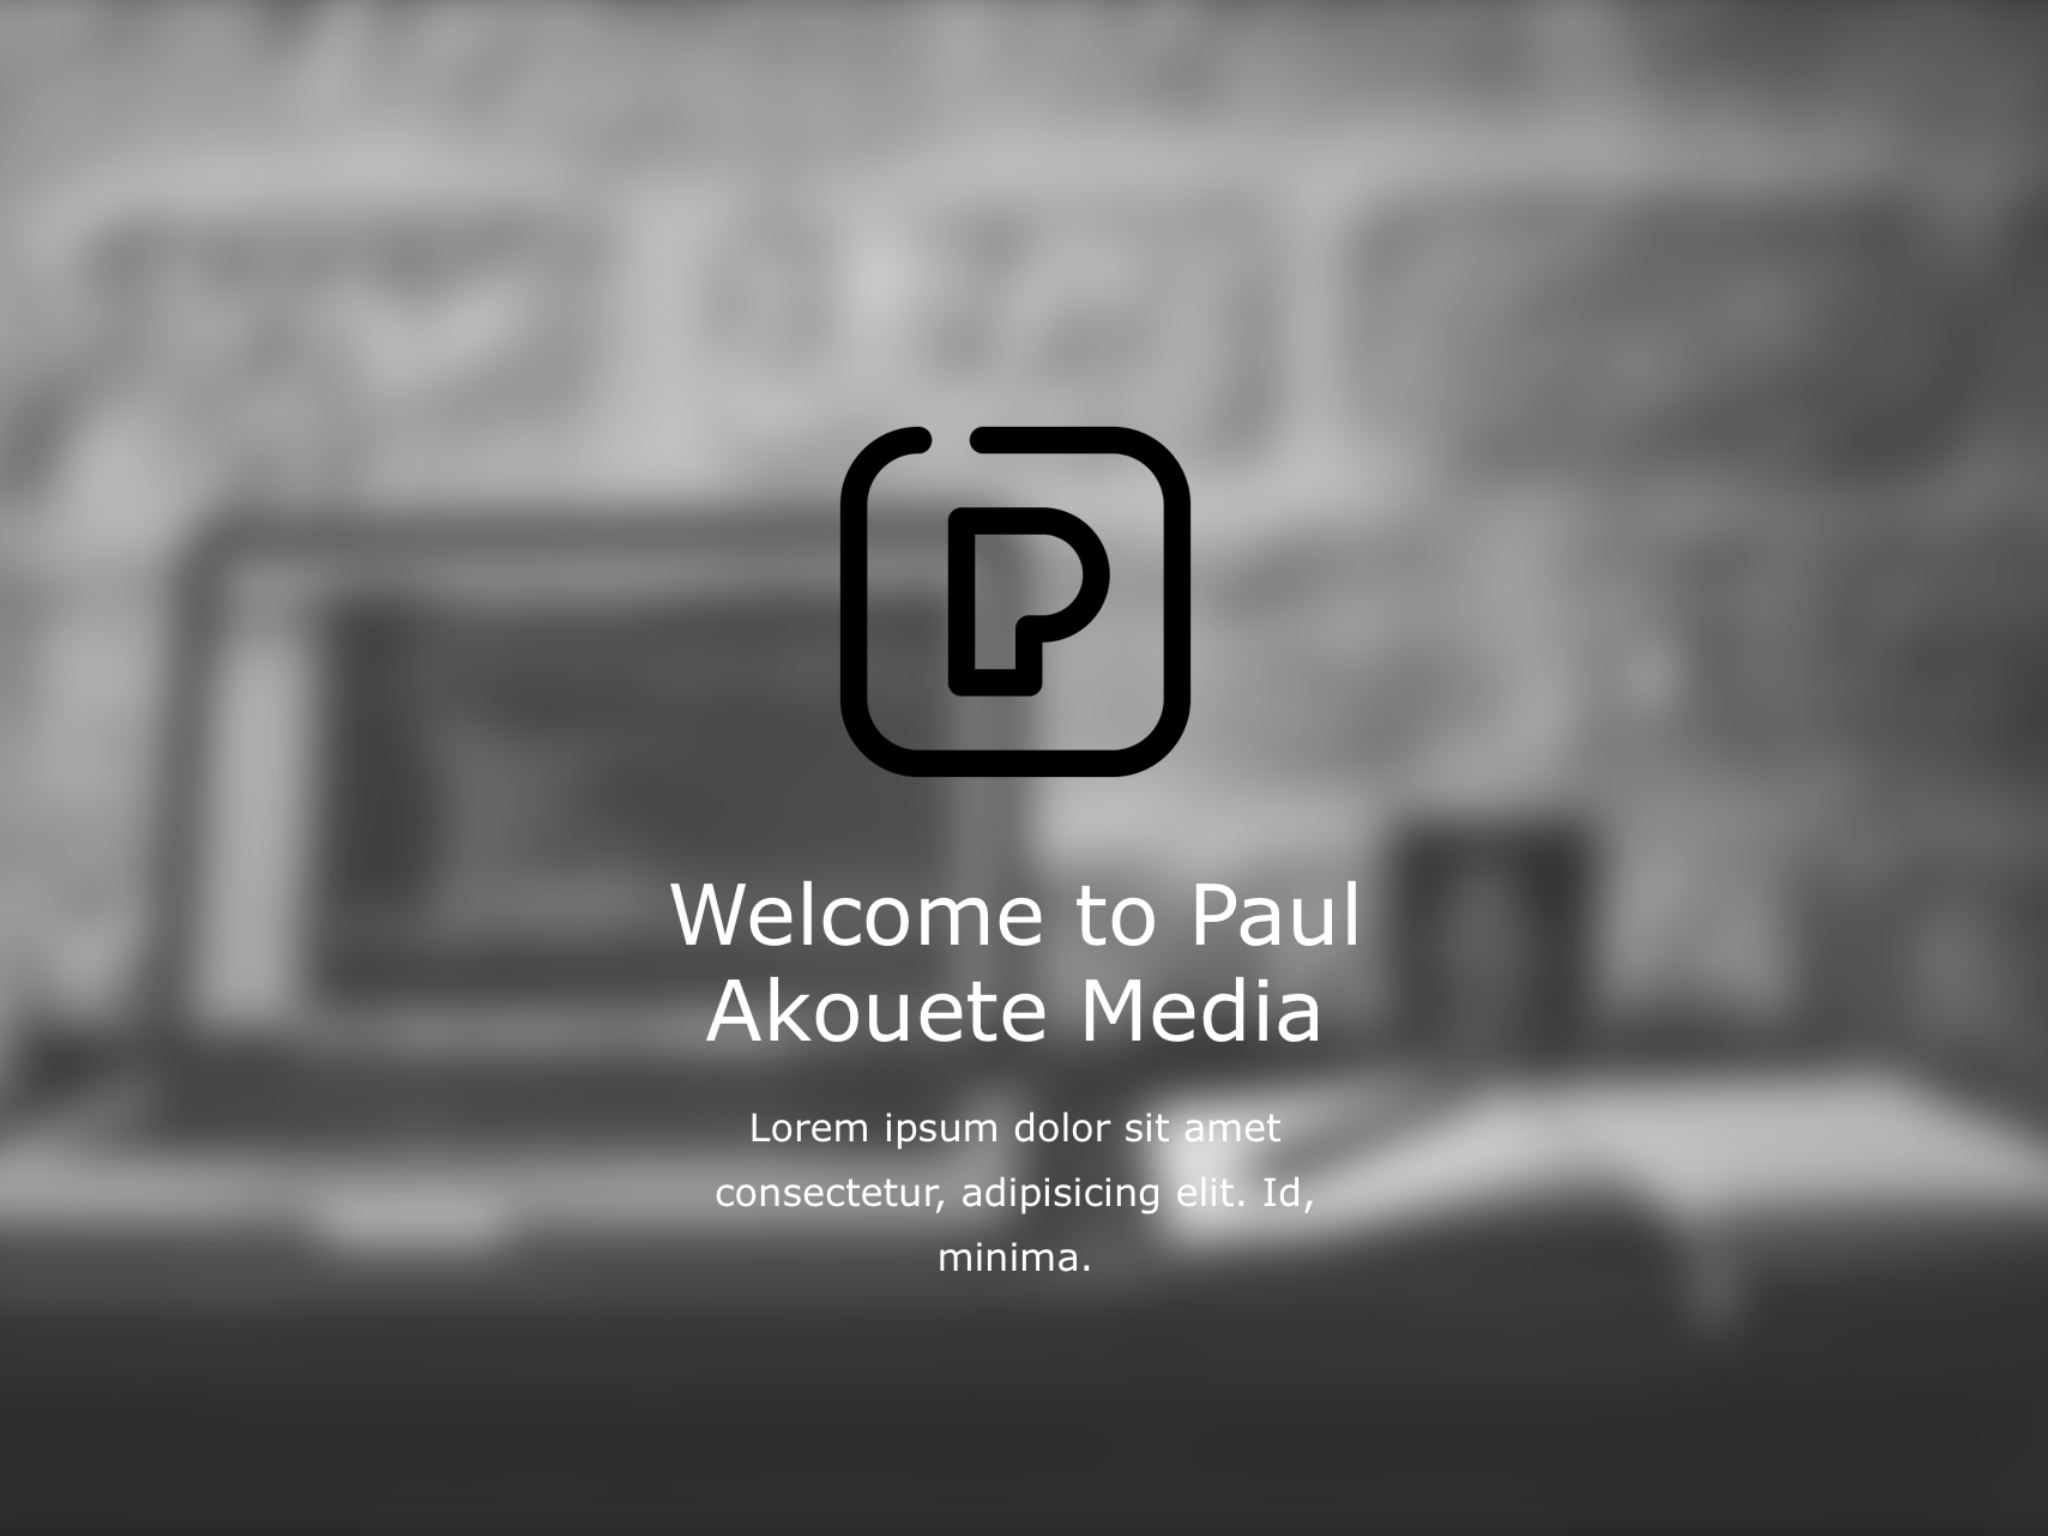 P
Welcome to Paul
Akouete Media
Lorem ipsum dolor sit amet
consectetur, adipisicing elit. Id,
minima.